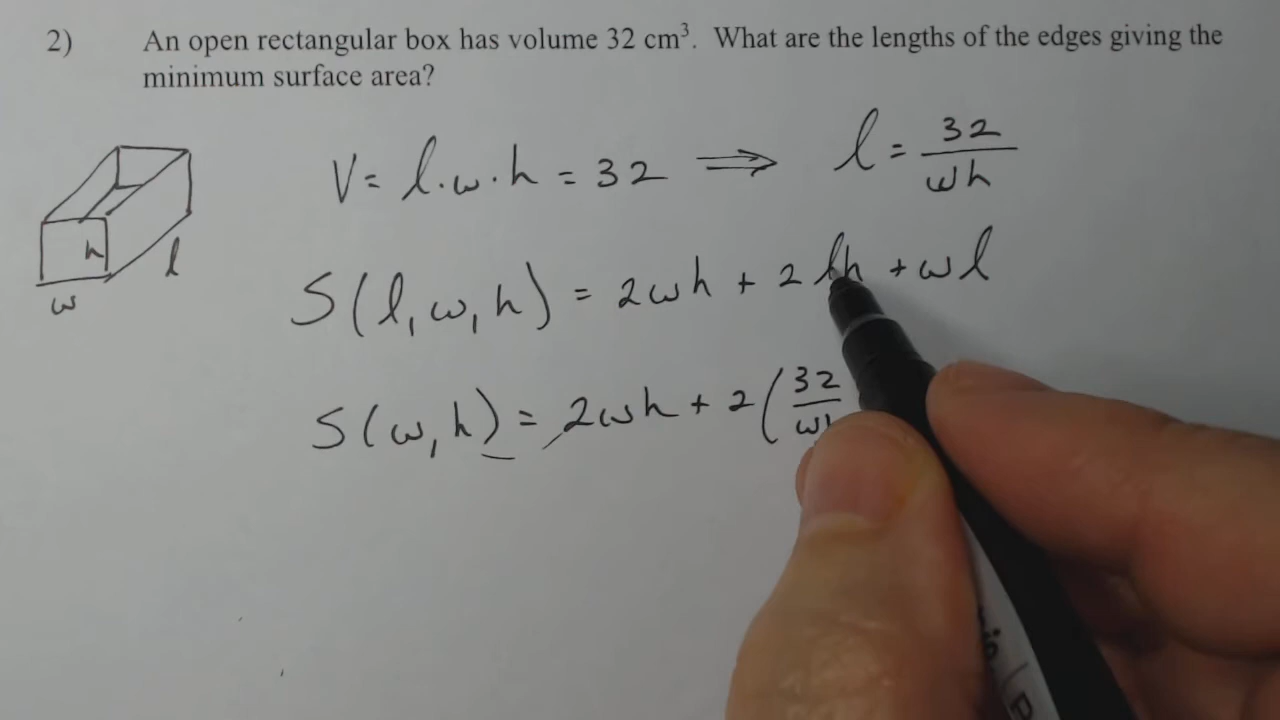 2) An open rectangular box has volume 32 cm³. What are the lengths of the edges giving the
minimum surface area?
V = l·w·h = 32 ⟹ l = 32/wh
h
l
w
S(l, w, h) = 2wh + 2lh + wl
S(w, h) = 2wh + 2(32/wh